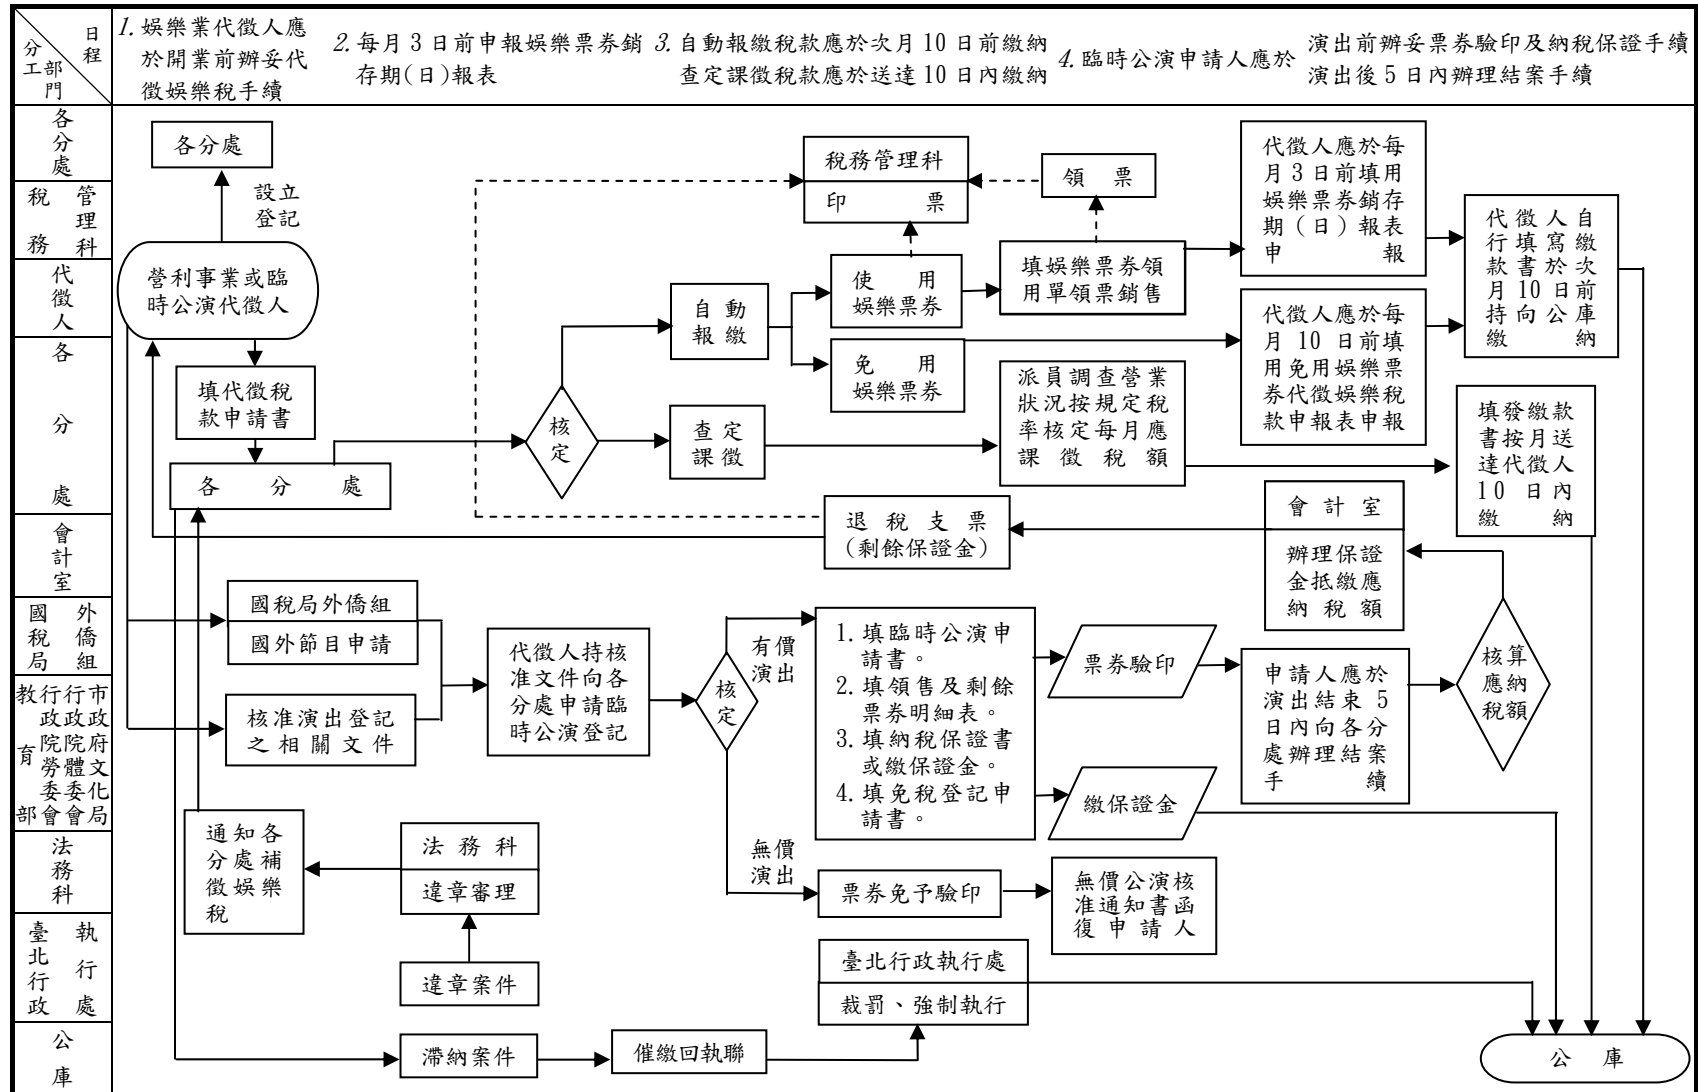 日程
分工部門
1. 娛樂業代徵人應
於開業前辦妥代
徵娛樂稅手續
2. 每月 3 日前申報娛樂票券銷
存期(日)報表
3. 自動報繳稅款應於次月 10 日前繳納
查定課徵稅款應於送達 10 日內繳納
4. 臨時公演申請人應於
演出前辦妥票券驗印及納稅保證手續
演出後 5 日內辦理結案手續
各分處
稅務管理科
代徵人
各分處
會計室
國稅局外僑組
教育部
行政院勞委會
行政院體委會
市政府文化局
法務科
臺北行政執行處
公庫
各分處
設立
登記
營利事業或臨
時公演代徵人
填代徵稅
款申請書
各分處
核定
自動
報繳
查定
課徵
稅務管理科
印票
領票
使用
娛樂票券
免用
娛樂票券
填娛樂票券領
用單領票銷售
派員調查營業
狀況按規定稅
率核定每月應
課徵稅額
代徵人應於每
月 3 日前填用
娛樂票券銷存
期(日)報表
申報
代徵人應於每
月 10 日前填
用免用娛樂票
券代徵娛樂稅
款申報表申報
代徵人自
行填寫繳
款書於次
月 10 日前
持向公庫
繳納
填發繳款
書按月送
達代徵人
10 日內
繳納
退稅支票
(剩餘保證金)
會計室
辦理保證
金抵繳應
納稅額
國稅局外僑組
國外節目申請
核准演出登記
之相關文件
代徵人持核
准文件向各
分處申請臨
時公演登記
核定
有價
演出
無價
演出
1. 填臨時公演申
請書。
2. 填領售及剩餘
票券明細表。
3. 填納稅保證書
或繳保證金。
4. 填免稅登記申
請書。
票券驗印
繳保證金
申請人應於
演出結束 5
日內向各分
處辦理結案
手續
核算
應納
稅額
通知各
分處補
徵娛樂
稅
法務科
違章審理
違章案件
票券免予驗印
無價公演核
准通知書函
復申請人
臺北行政執行處
裁罰、強制執行
滯納案件
催繳回執聯
公庫